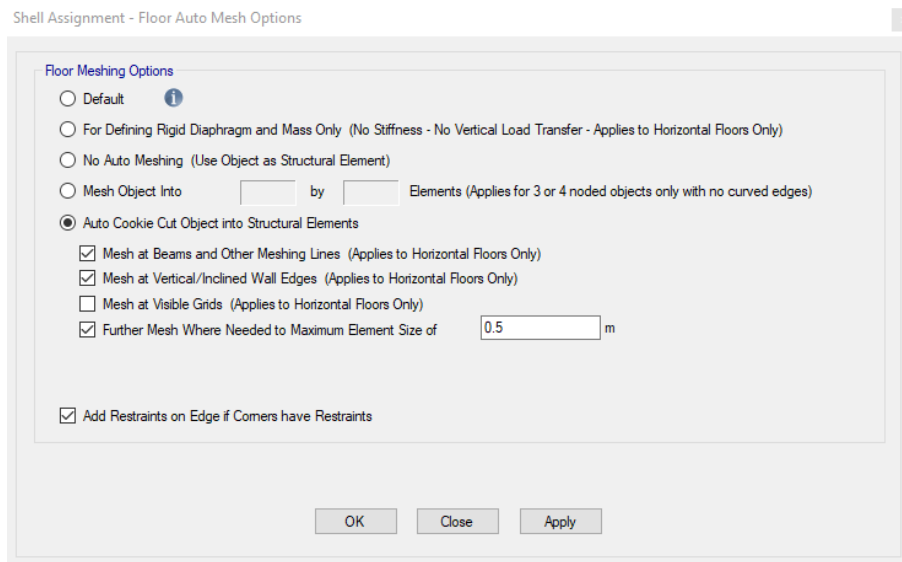 Shell Assignment - Floor Auto Mesh Options
Floor Meshing Options
Default
For Defining Rigid Diaphragm and Mass Only (No Stiffness - No Vertical Load Transfer - Applies to Horizontal Floors Only)
No Auto Meshing (Use Object as Structural Element)
Mesh Object Into by Elements (Applies for 3 or 4 noded objects only with no curved edges)
Auto Cookie Cut Object into Structural Elements
Mesh at Beams and Other Meshing Lines (Applies to Horizontal Floors Only)
Mesh at Vertical/Inclined Wall Edges (Applies to Horizontal Floors Only)
Mesh at Visible Grids (Applies to Horizontal Floors Only)
Further Mesh Where Needed to Maximum Element Size of 0.5 m
Add Restraints on Edge if Corners have Restraints
OK Close Apply